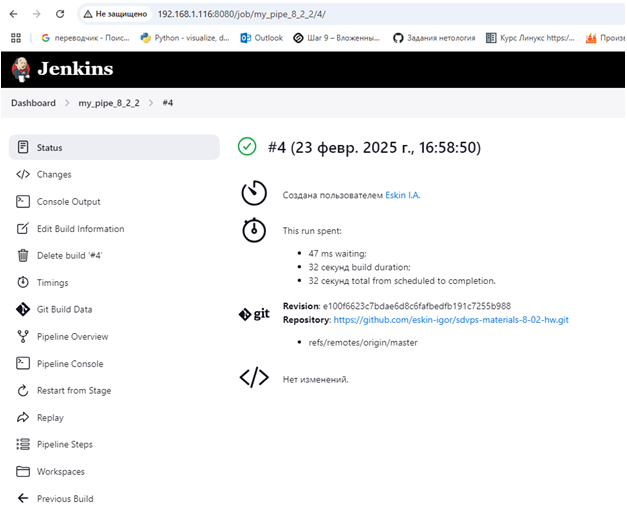 Не защищено 192.168.1.116:8080/job/my_pipe_8_2_2/4/
переводчик - Поис... Python - visualize, d... Outlook Шаг 9 – Вложенны... Задания нетология Курс Линукс https:/... Произв
Jenkins
Dashboard > my_pipe_8_2_2 > #4
Status
Changes
Console Output
Edit Build Information
Delete build ‘#4’
Timings
Git Build Data
Pipeline Overview
Pipeline Console
Restart from Stage
Replay
Pipeline Steps
Workspaces
Previous Build
#4 (23 февр. 2025 г., 16:58:50)
Создана пользователем Eskin I.A.
This run spent:
• 47 ms waiting;
• 32 секунд build duration;
• 32 секунд total from scheduled to completion.
git
Revision: e100f6623c7bdae6d8c6fafbedfb191c7255b988
Repository: https://github.com/eskin-igor/sdvps-materials-8-02-hw.git
• refs/remotes/origin/master
Нет изменений.